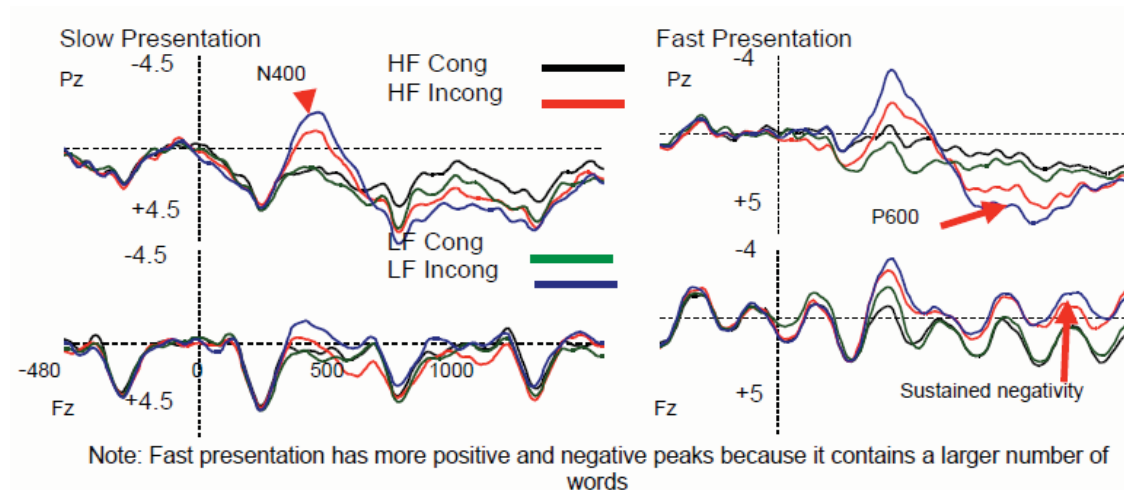 Slow Presentation
-4.5
Pz
N400
HF Cong
HF Incong
+4.5
-4.5
LF Cong
LF Incong
-480
0
500
1000
Fz
+4.5
Fast Presentation
-4
Pz
+5
P600
-4
Sustained negativity
+5
Fz
Note: Fast presentation has more positive and negative peaks because it contains a larger number of
words